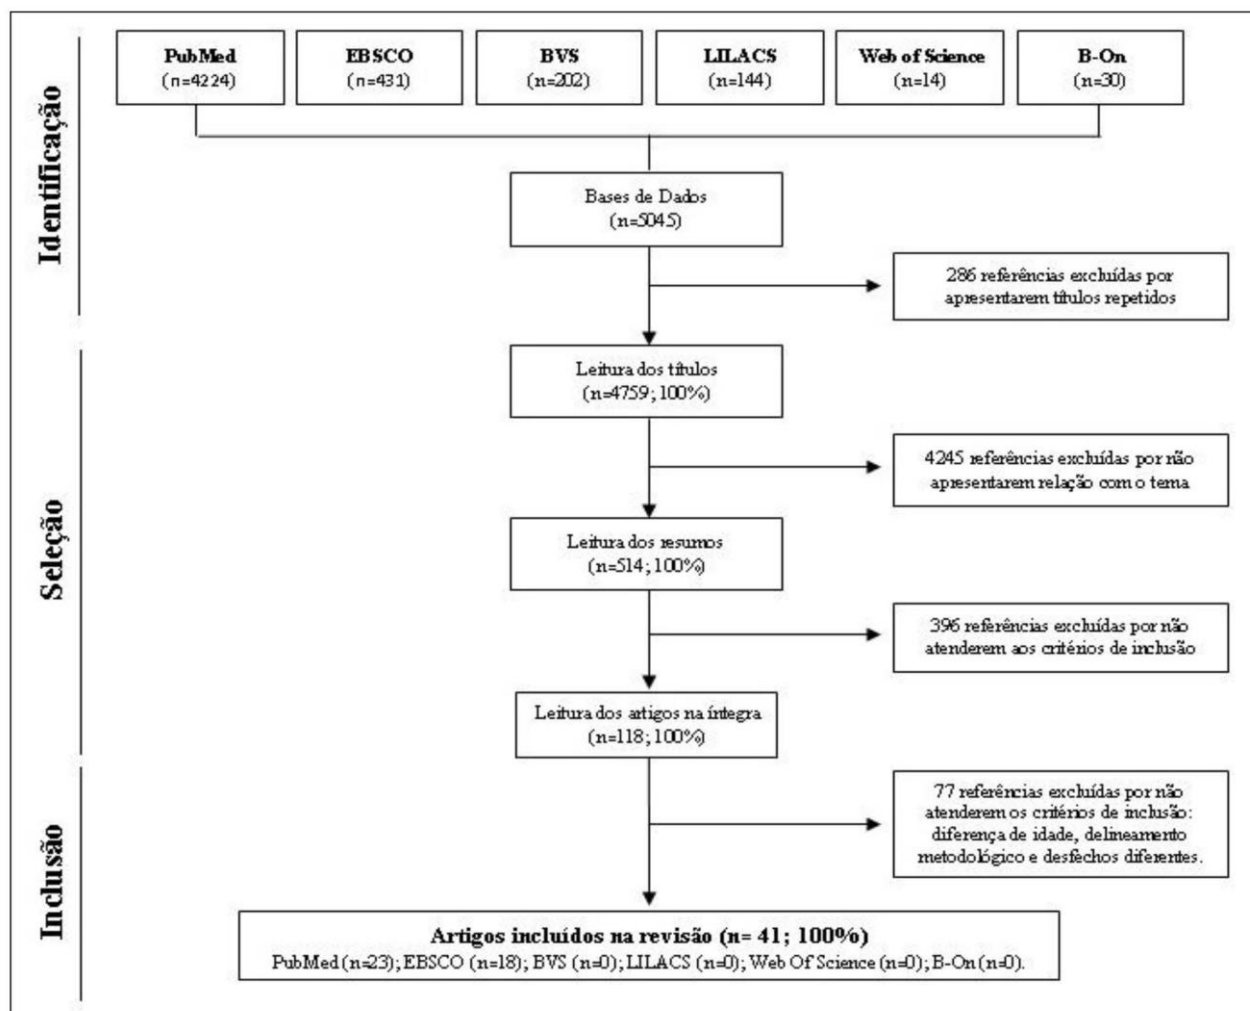 Identificação
PubMed
(n=4224)
EBSCO
(n=431)
BVS
(n=202)
LILACS
(n=144)
Web of Science
(n=14)
B-On
(n=30)
Bases de Dados
(n=5045)
286 referências excluídas por
apresentarem títulos repetidos
Seleção
Leitura dos títulos
(n=4759; 100%)
4245 referências excluídas por não
apresentarem relação com o tema
Leitura dos resumos
(n=514; 100%)
396 referências excluídas por não
atenderem aos critérios de inclusão
Leitura dos artigos na íntegra
(n=118; 100%)
Inclusão
77 referências excluídas por não
atenderem os critérios de inclusão:
diferença de idade, delineamento
metodológico e desfechos diferentes.
Artigos incluídos na revisão (n= 41; 100%)
PubMed (n=23); EBSCO (n=18); BVS (n=0); LILACS (n=0); Web Of Science (n=0); B-On (n=0).